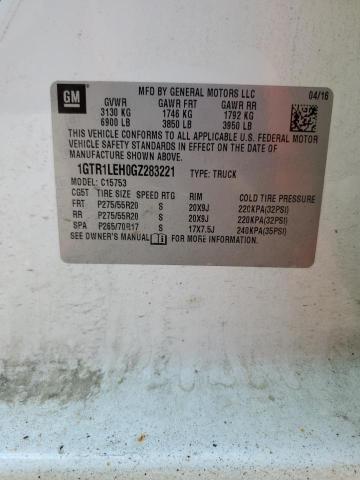 GM
MFD BY GENERAL MOTORS LLC 04/16
GVWR GAWR FRT GAWR RR
3130 KG 1746 KG 1792 KG
6900 LB 3850 LB 3950 LB
THIS VEHICLE CONFORMS TO ALL APPLICABLE U.S. FEDERAL MOTOR
VEHICLE SAFETY STANDARDS IN EFFECT ON THE DATE OF
MANUFACTURE SHOWN ABOVE.
1GTR1LEH0GZ283221 TYPE: TRUCK
MODEL: C15753
CG5T TIRE SIZE SPEED RTG RIM COLD TIRE PRESSURE
FRT P275/55R20 S 20X9J 220KPA(32PSI)
RR P275/55R20 S 20X9J 220KPA(32PSI)
SPA P265/70R17 S 17X7.5J 240KPA(35PSI)
SEE OWNER'S MANUAL FOR MORE INFORMATION.